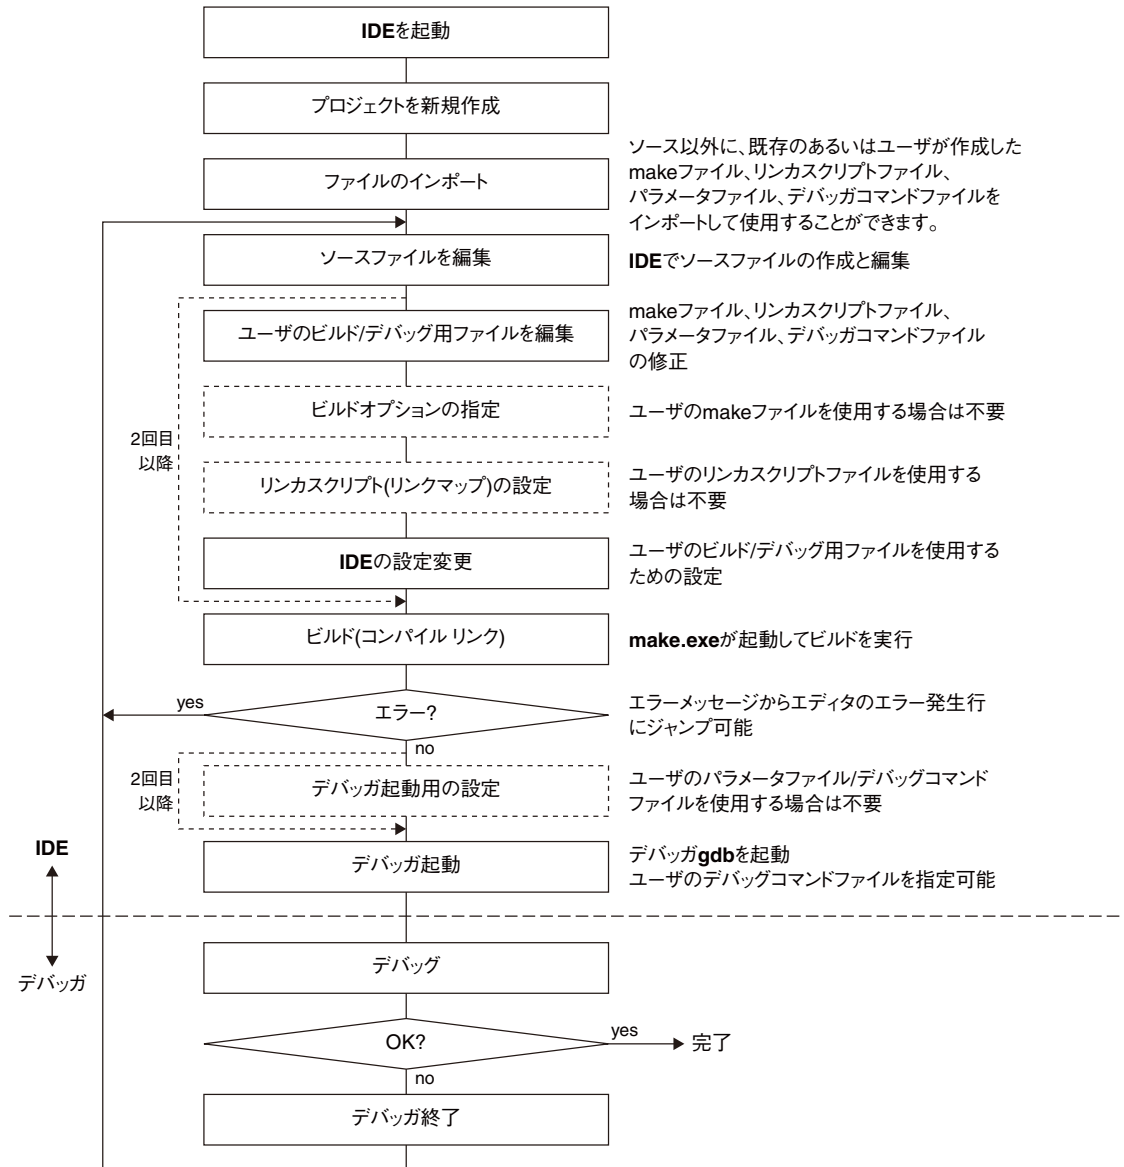 IDEを起動
プロジェクトを新規作成
ファイルのインポート
ソース以外に、既存のあるいはユーザが作成した
makeファイル、リンカスクリプトファイル、
パラメータファイル、デバッガコマンドファイルを
インポートして使用することができます。
ソースファイルを編集
IDEでソースファイルの作成と編集
ユーザのビルド/デバッグ用ファイルを編集
makeファイル、リンカスクリプトファイル、
パラメータファイル、デバッガコマンドファイル
の修正
ビルドオプションの指定
ユーザのmakeファイルを使用する場合は不要
2回目
以降
リンカスクリプト(リンクマップ)の設定
ユーザのリンカスクリプトファイルを使用する
場合は不要
IDEの設定変更
ユーザのビルド/デバッグ用ファイルを使用する
ための設定
ビルド(コンパイル リンク)
make.exeが起動してビルドを実行
yes
エラー?
エラーメッセージからエディタのエラー発生行
にジャンプ可能
no
2回目
以降
デバッガ起動用の設定
ユーザのパラメータファイル/デバッグコマンド
ファイルを使用する場合は不要
IDE
デバッガ起動
デバッガgdbを起動
ユーザのデバッグコマンドファイルを指定可能
デバッガ
デバッグ
OK?
yes
完了
no
デバッガ終了